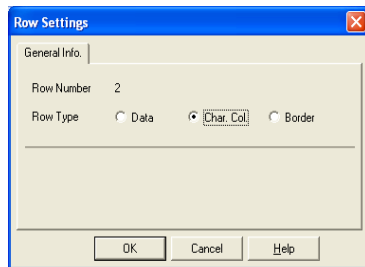 Row Settings
General Info.
Row Number 2
Row Type Data Char. Col. Border
OK Cancel Help